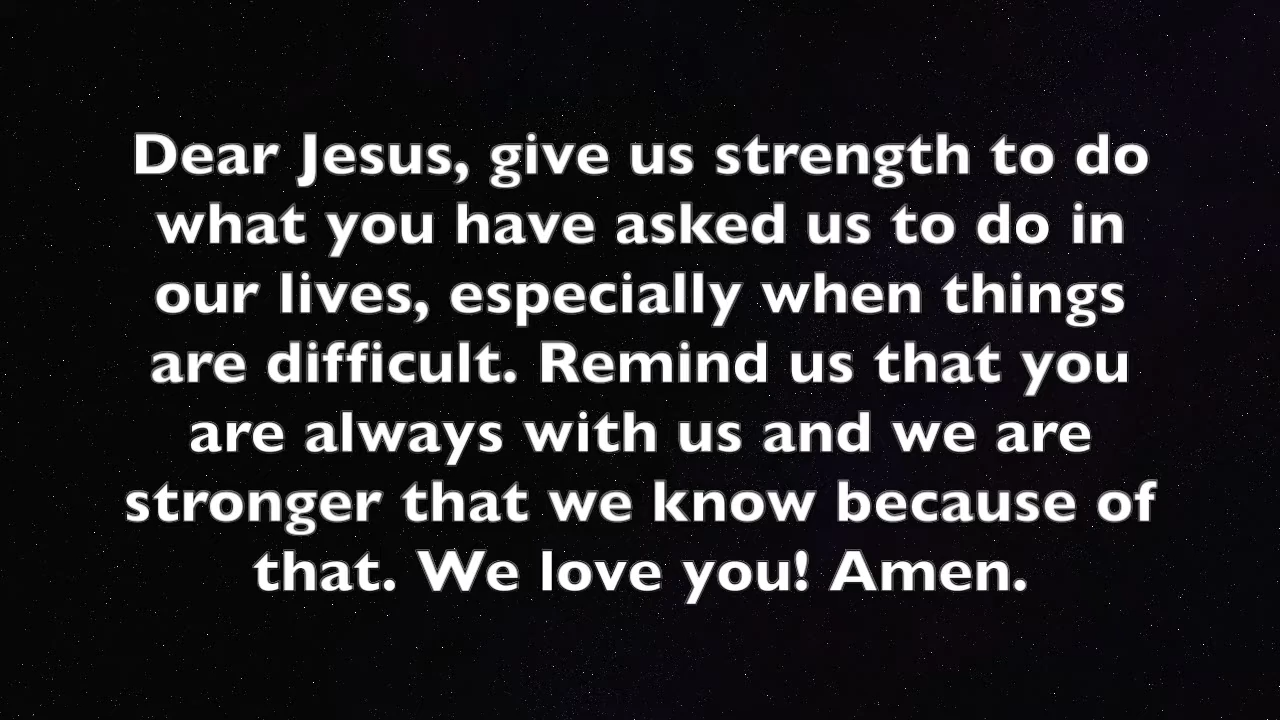 Dear Jesus, give us strength to do
what you have asked us to do in
our lives, especially when things
are difficult. Remind us that you
are always with us and we are
stronger that we know because of
that. We love you! Amen.